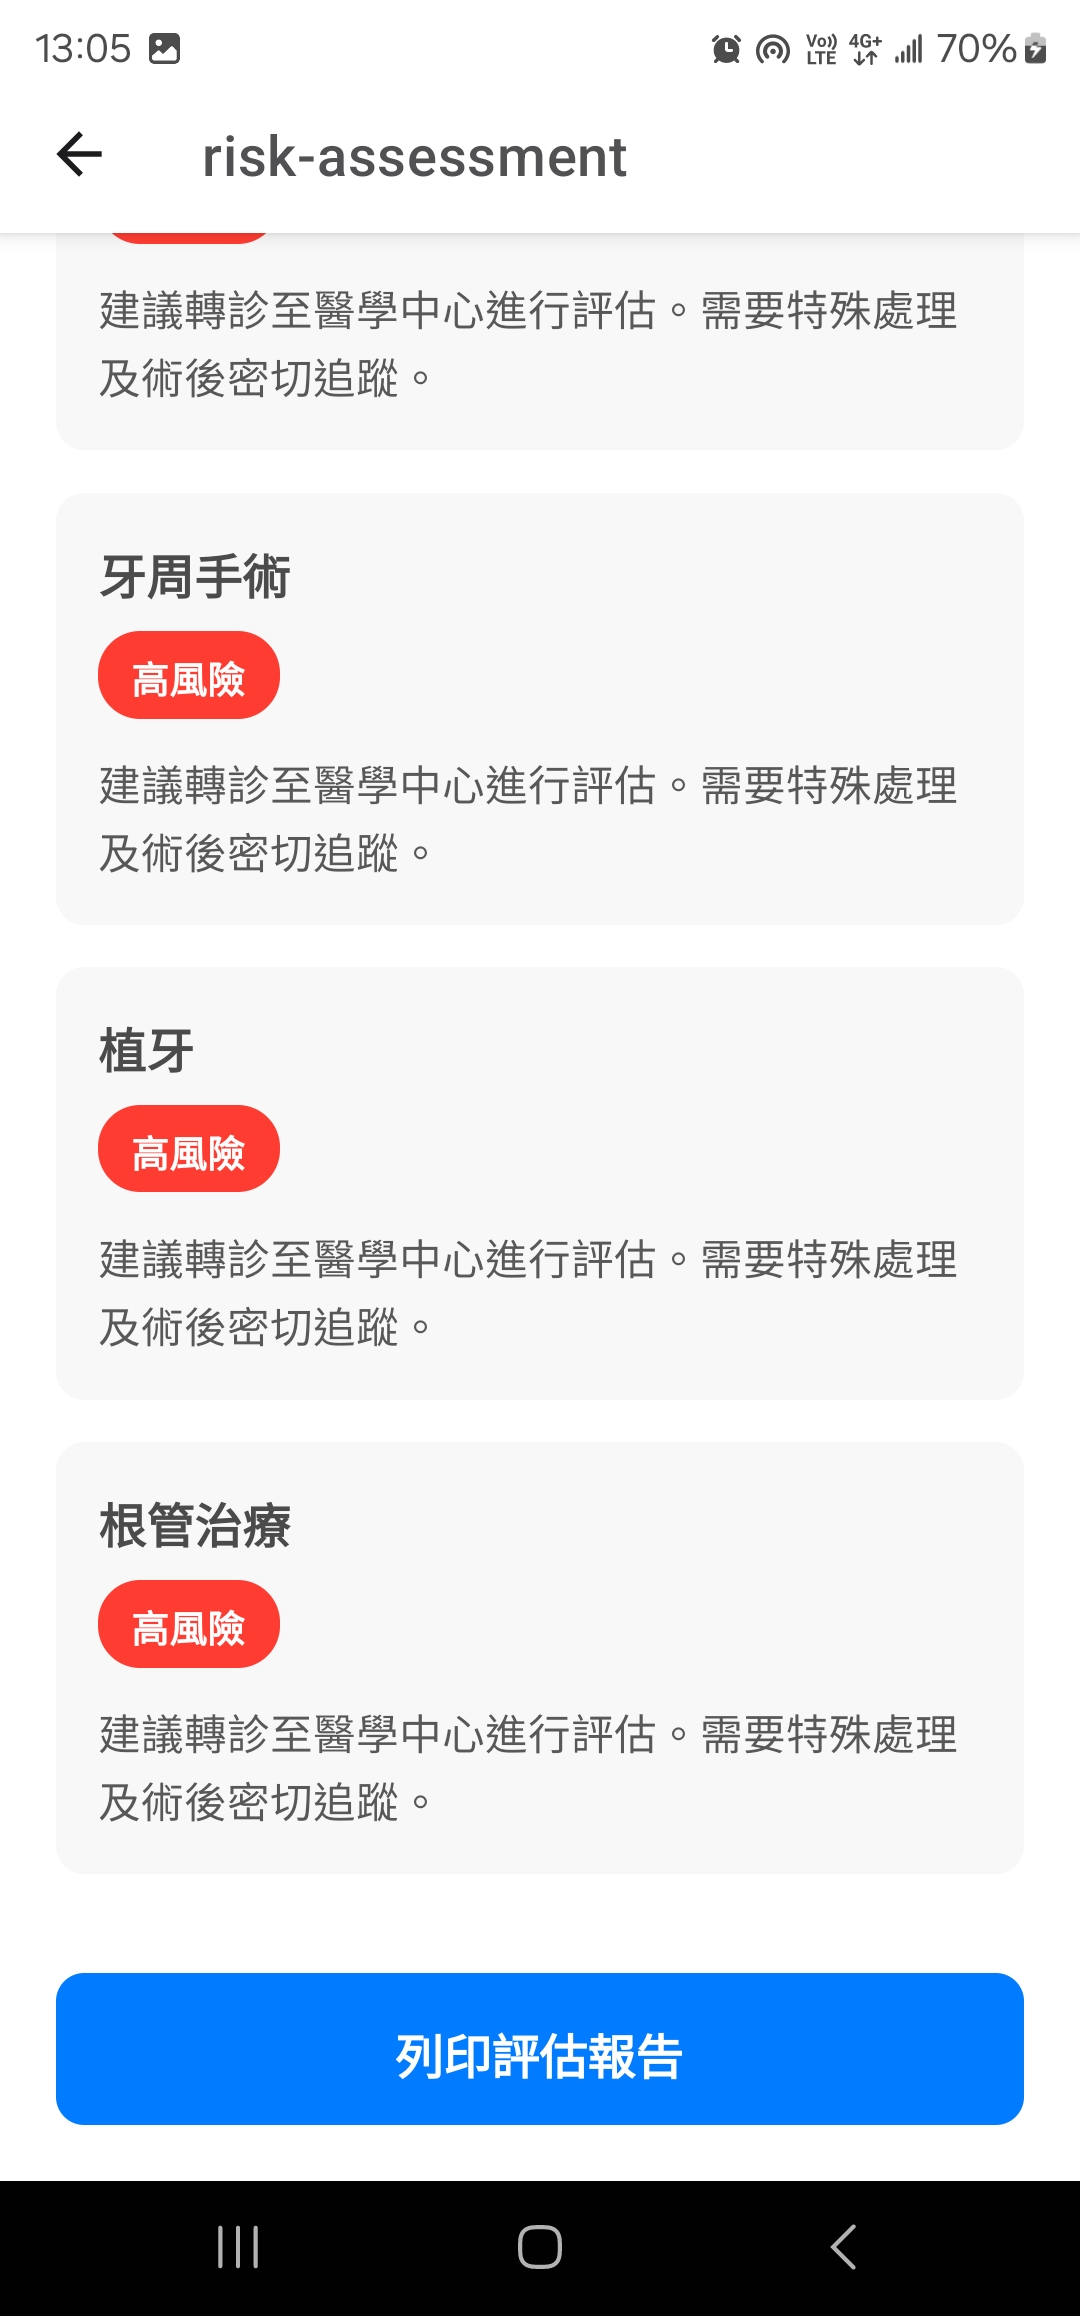 13:05 Vo)) LTE 4G+ 70%
risk-assessment
建議轉診至醫學中心進行評估。需要特殊處理
及術後密切追蹤。
牙周手術
高風險
建議轉診至醫學中心進行評估。需要特殊處理
及術後密切追蹤。
植牙
高風險
建議轉診至醫學中心進行評估。需要特殊處理
及術後密切追蹤。
根管治療
高風險
建議轉診至醫學中心進行評估。需要特殊處理
及術後密切追蹤。
列印評估報告